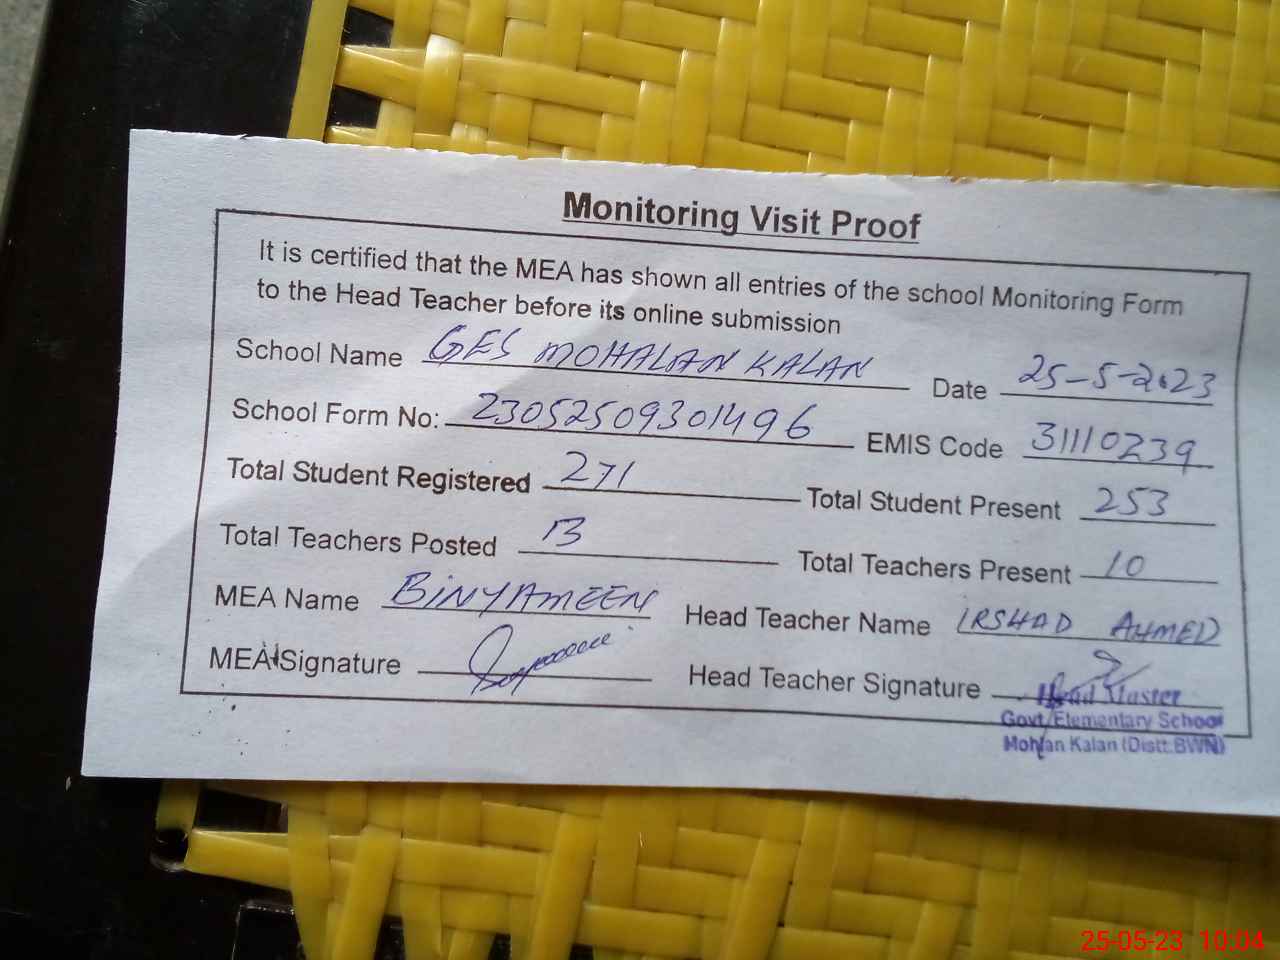 Monitoring Visit Proof
It is certified that the MEA has shown all entries of the school Monitoring Form
to the Head Teacher before its online submission
School Name GES MOHALAN KALAN Date 25-5-2023
School Form No: 23052509301496 EMIS Code 31110239
Total Student Registered 271 Total Student Present 253
Total Teachers Posted 13 Total Teachers Present 10
MEA Name BINYAMEEN Head Teacher Name IRSHAD AHMED
MEA Signature Head Teacher Signature
Head Master
Govt. Elementary School
Mohlan Kalan (Distt.BWN)
25-05-23 10:04